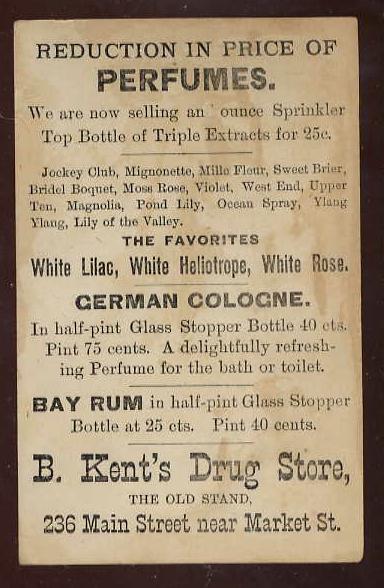 REDUCTION IN PRICE OF
PERFUMES.
We are now selling an ounce Sprinkler
Top Bottle of Triple Extracts for 25c.
Jockey Club, Mignonette, Mille Fleur, Sweet Brier,
Bridel Boquet, Moss Rose, Violet, West End, Upper
Ten, Magnolia, Pond Lily, Ocean Spray, Ylang
Ylang, Lily of the Valley.
THE FAVORITES
White Lilac, White Heliotrope, White Rose.
GERMAN COLOGNE.
In half-pint Glass Stopper Bottle 40 cts.
Pint 75 cents. A delightfully refresh-
ing Perfume for the bath or toilet.
BAY RUM in half-pint Glass Stopper
Bottle at 25 cts. Pint 40 cents.
B. Kent's Drug Store,
THE OLD STAND,
236 Main Street near Market St.